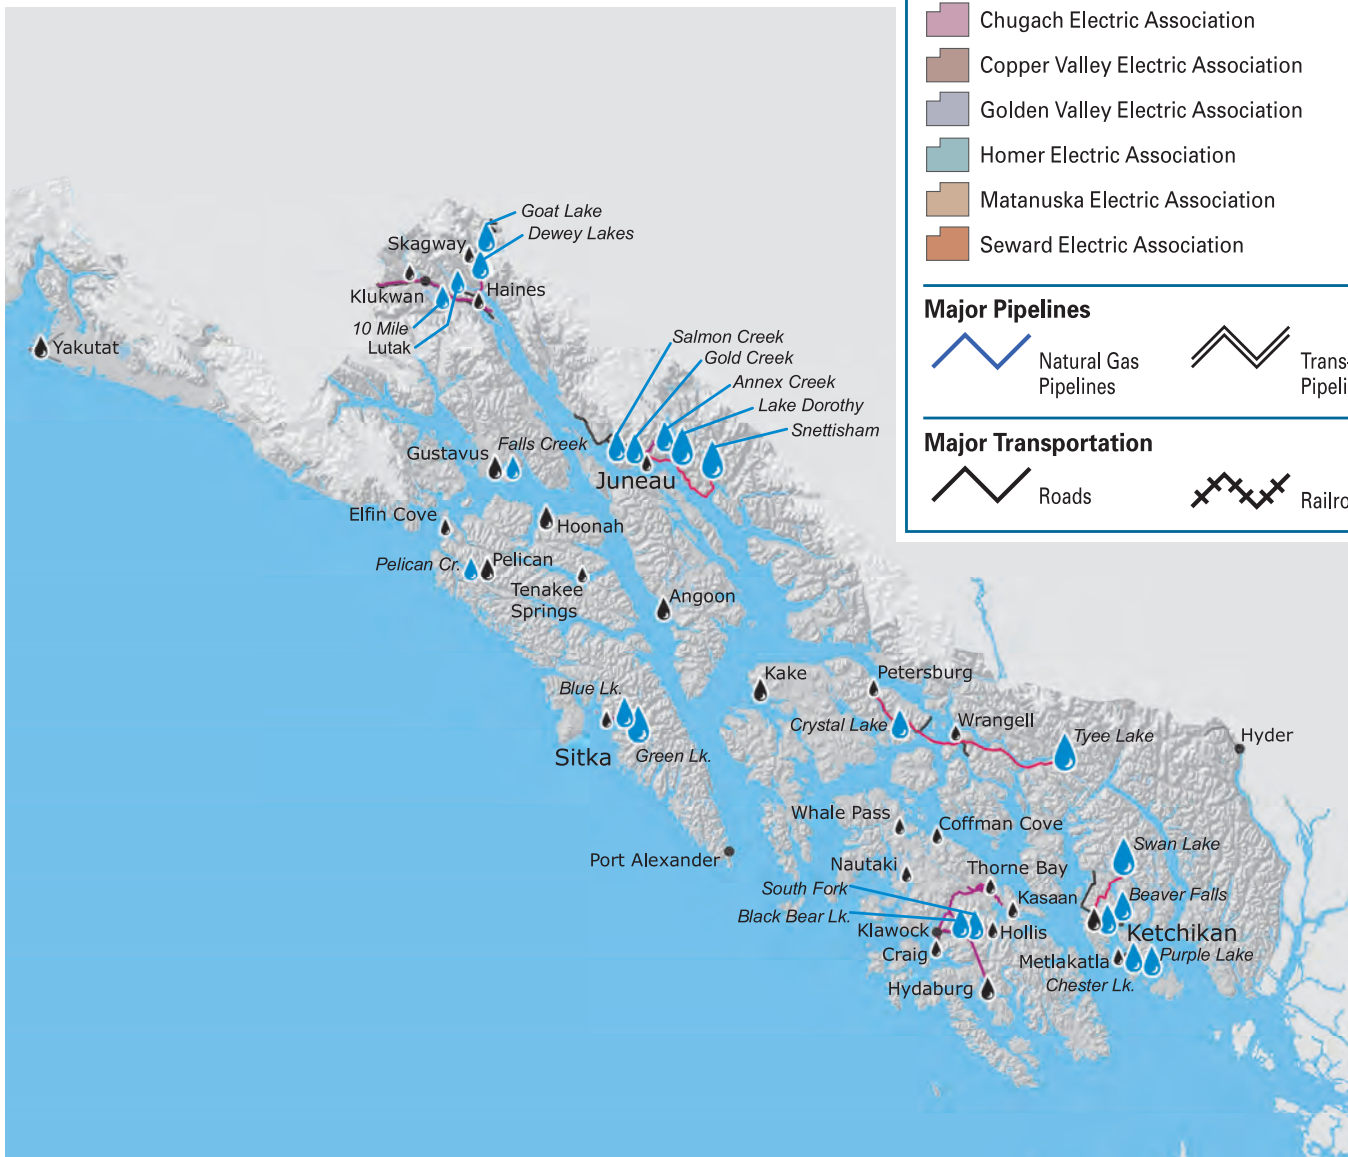 Chugach Electric Association
Copper Valley Electric Association
Golden Valley Electric Association
Homer Electric Association
Matanuska Electric Association
Seward Electric Association
Major Pipelines
Natural Gas
Pipelines
Trans-
Pipeli
Major Transportation
Roads
Railro
Goat Lake
Dewey Lakes
Skagway
Klukwan
Haines
10 Mile
Lutak
Yakutat
Salmon Creek
Gold Creek
Annex Creek
Lake Dorothy
Snettisham
Gustavus
Falls Creek
Juneau
Elfin Cove
Hoonah
Pelican Cr.
Pelican
Tenakee
Springs
Angoon
Kake
Petersburg
Blue Lk.
Crystal Lake
Wrangell
Tyee Lake
Hyder
Sitka
Green Lk.
Whale Pass
Coffman Cove
Port Alexander
Nautaki
Thorne Bay
Swan Lake
South Fork
Kasaan
Beaver Falls
Black Bear Lk.
Klawock
Hollis
Ketchikan
Craig
Metlakatla
Purple Lake
Chester Lk.
Hydaburg